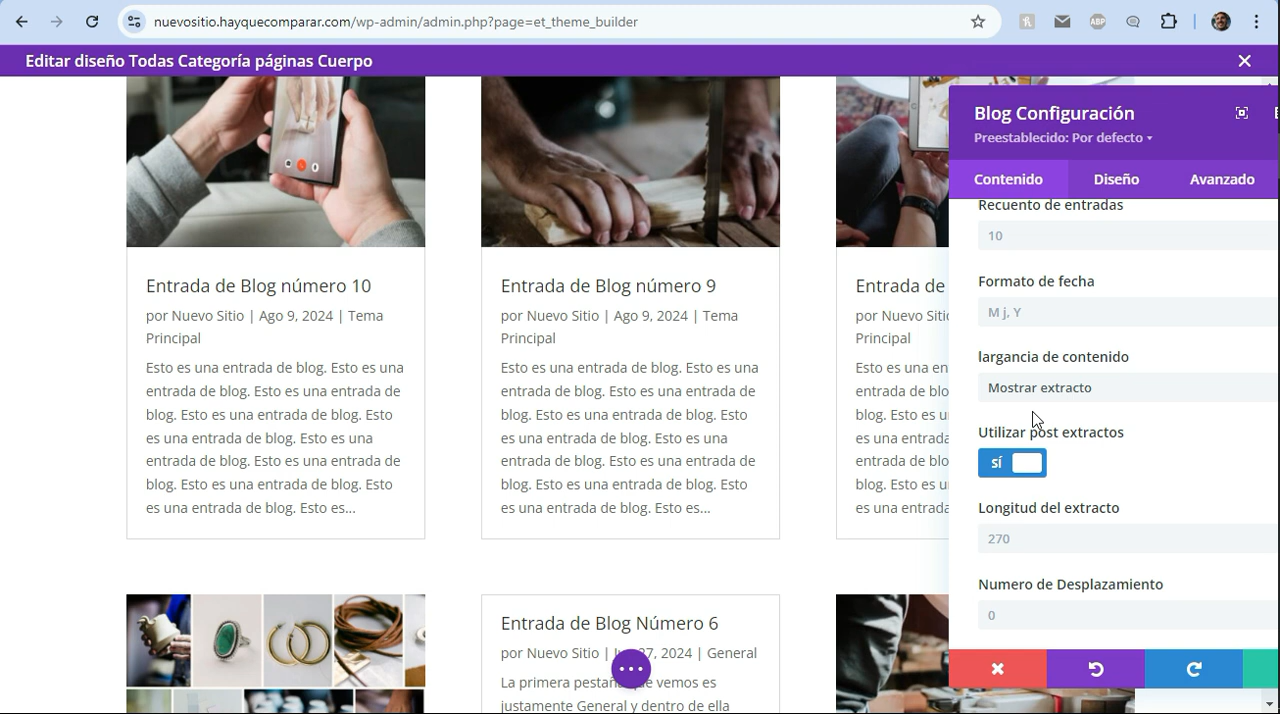 nuevositio.hayquecomparar.com/wp-admin/admin.php?page=et_theme_builder
ABP
Editar diseño Todas Categoría páginas Cuerpo
Entrada de Blog número 10
por Nuevo Sitio | Ago 9, 2024 | Tema
Principal
Esto es una entrada de blog. Esto es una
entrada de blog. Esto es una entrada de
blog. Esto es una entrada de blog. Esto
es una entrada de blog. Esto es una
entrada de blog. Esto es una entrada de
blog. Esto es una entrada de blog. Esto
es una entrada de blog. Esto es...
Entrada de Blog número 9
por Nuevo Sitio | Ago 9, 2024 | Tema
Principal
Esto es una entrada de blog. Esto es una
entrada de blog. Esto es una entrada de
blog. Esto es una entrada de blog. Esto
es una entrada de blog. Esto es una
entrada de blog. Esto es una entrada de
blog. Esto es una entrada de blog. Esto
es una entrada de blog. Esto es...
Entrada de
por Nuevo
Principal
Esto es una
entrada de
blog. Esto e
es una entra
entrada de
blog. Esto e
es una entra
Entrada de Blog Número 6
por Nuevo Sitio | 27, 2024 | General
La primera pestaña que vemos es
justamente General y dentro de ella
Blog Configuración
Preestablecido: Por defecto
Contenido Diseño Avanzado
Recuento de entradas
10
Formato de fecha
M j, Y
largancia de contenido
Mostrar extracto
Utilizar post extractos
SÍ
Longitud del extracto
270
Numero de Desplazamiento
0